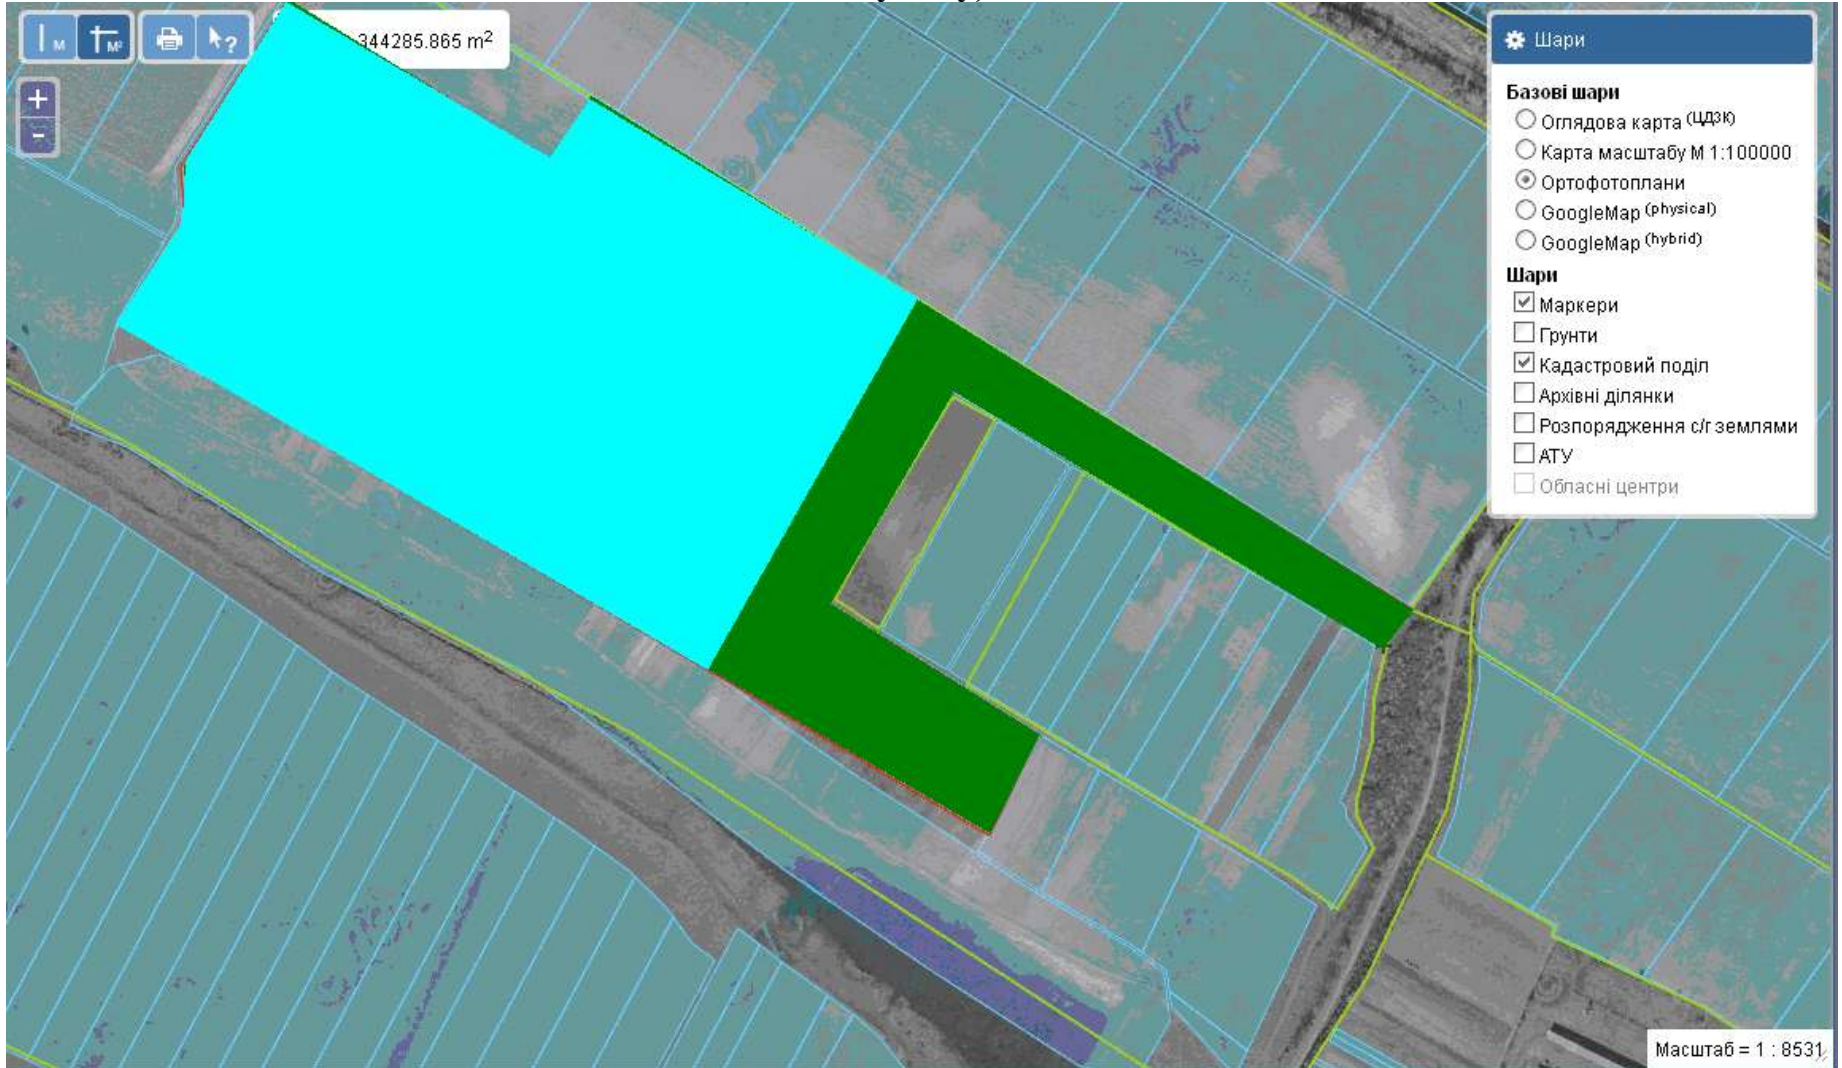 344285.865 m²
Шари
Базові шари
Оглядова карта (ЦДЗК)
Карта масштабу М 1:100000
Ортофотоплани
GoogleMap (physical)
GoogleMap (hybrid)
Шари
Маркери
Грунти
Кадастровий поділ
Архівні ділянки
Розпорядження с/г землями
АТУ
Обласні центри
Масштаб = 1 : 8531